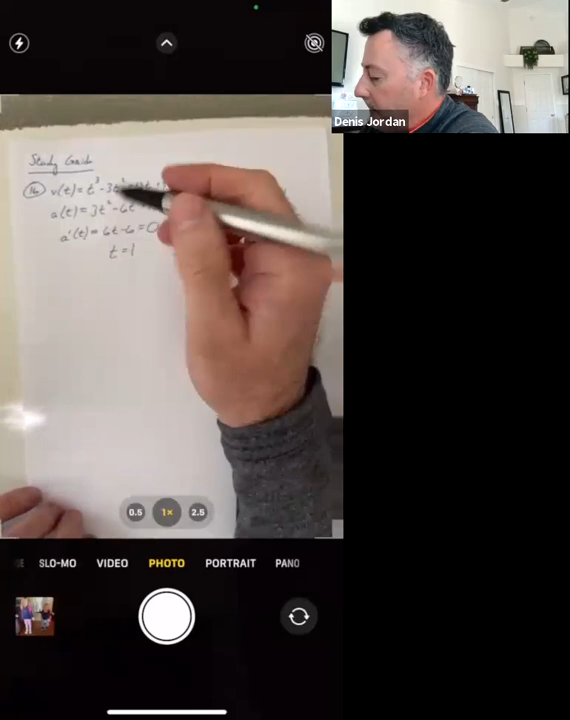 Denis Jordan
Study Guide
16 v(t)=t³-3t²
a(t)=3t²-6t
a'(t)=6t-6=0
t=1
0.5 1× 2.5
SLO-MO VIDEO PHOTO PORTRAIT PANO